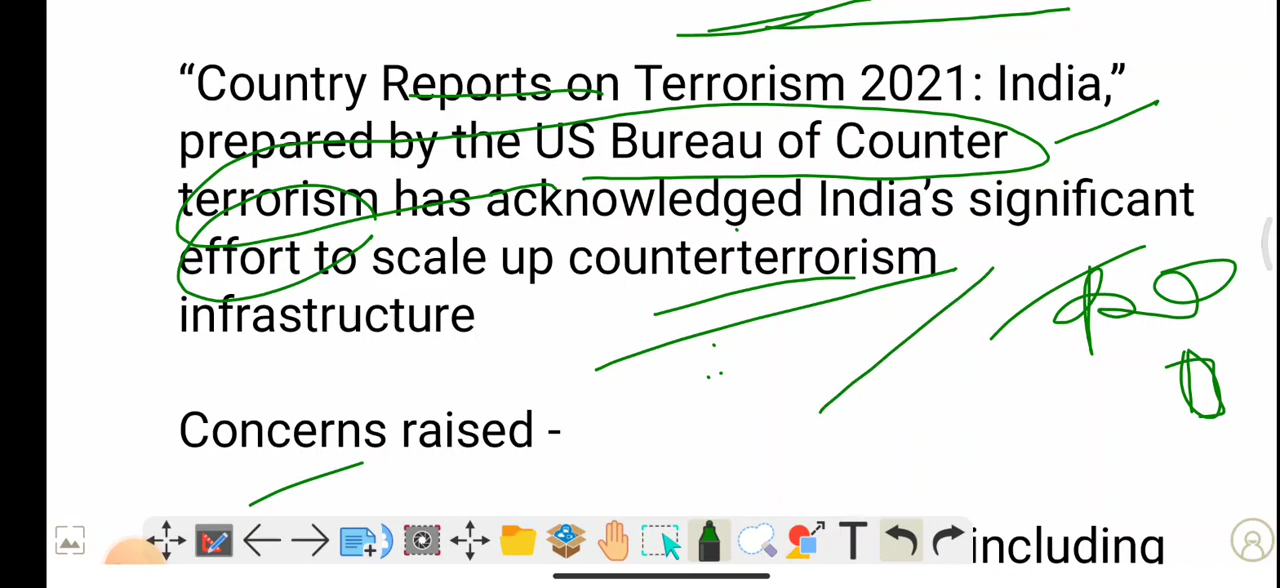 “Country Reports on Terrorism 2021: India,”
prepared by the US Bureau of Counter
terrorism has acknowledged India’s significant
effort to scale up counterterrorism
infrastructure
Concerns raised -
including